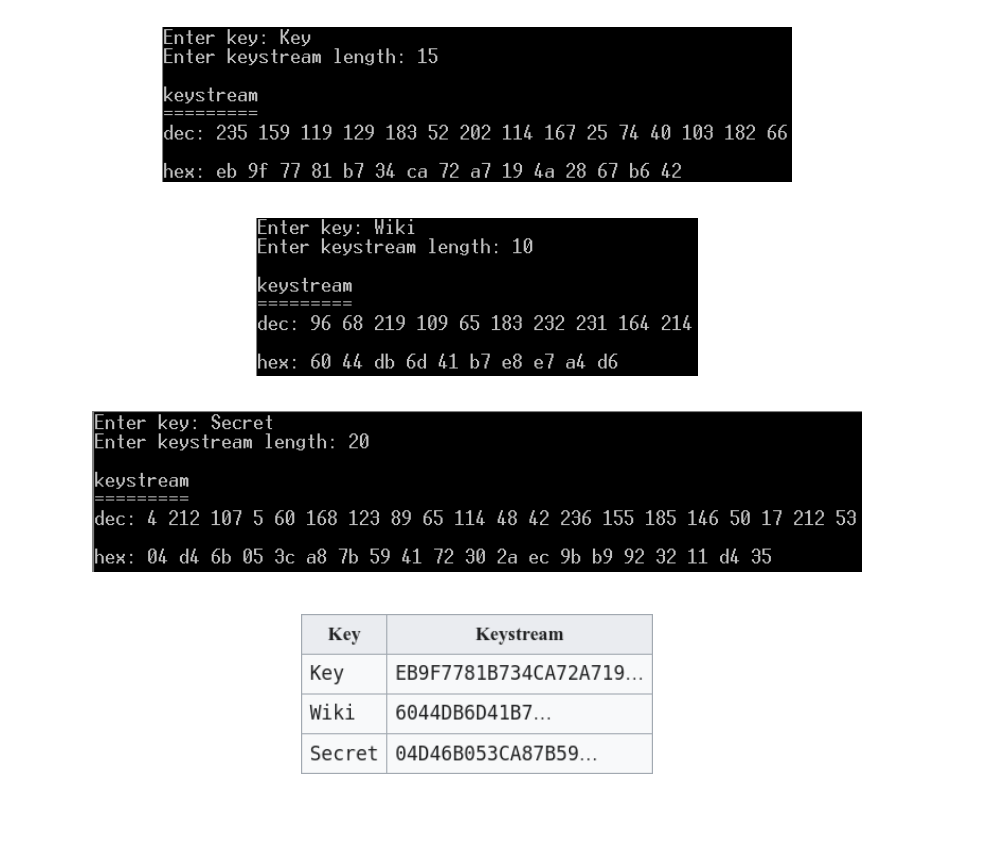 Enter key: Key
Enter keystream length: 15
keystream
=========
dec: 235 159 119 129 183 52 202 114 167 25 74 40 103 182 66
hex: eb 9f 77 81 b7 34 ca 72 a7 19 4a 28 67 b6 42
Enter key: Wiki
Enter keystream length: 10
keystream
=========
dec: 96 68 219 109 65 183 232 231 164 214
hex: 60 44 db 6d 41 b7 e8 e7 a4 d6
Enter key: Secret
Enter keystream length: 20
keystream
=========
dec: 4 212 107 5 60 168 123 89 65 114 48 42 236 155 185 146 50 17 212 53
hex: 04 d4 6b 05 3c a8 7b 59 41 72 30 2a ec 9b b9 92 32 11 d4 35
Key Keystream
Key EB9F7781B734CA72A719...
Wiki 6044DB6D41B7...
Secret 04D46B053CA87B59...